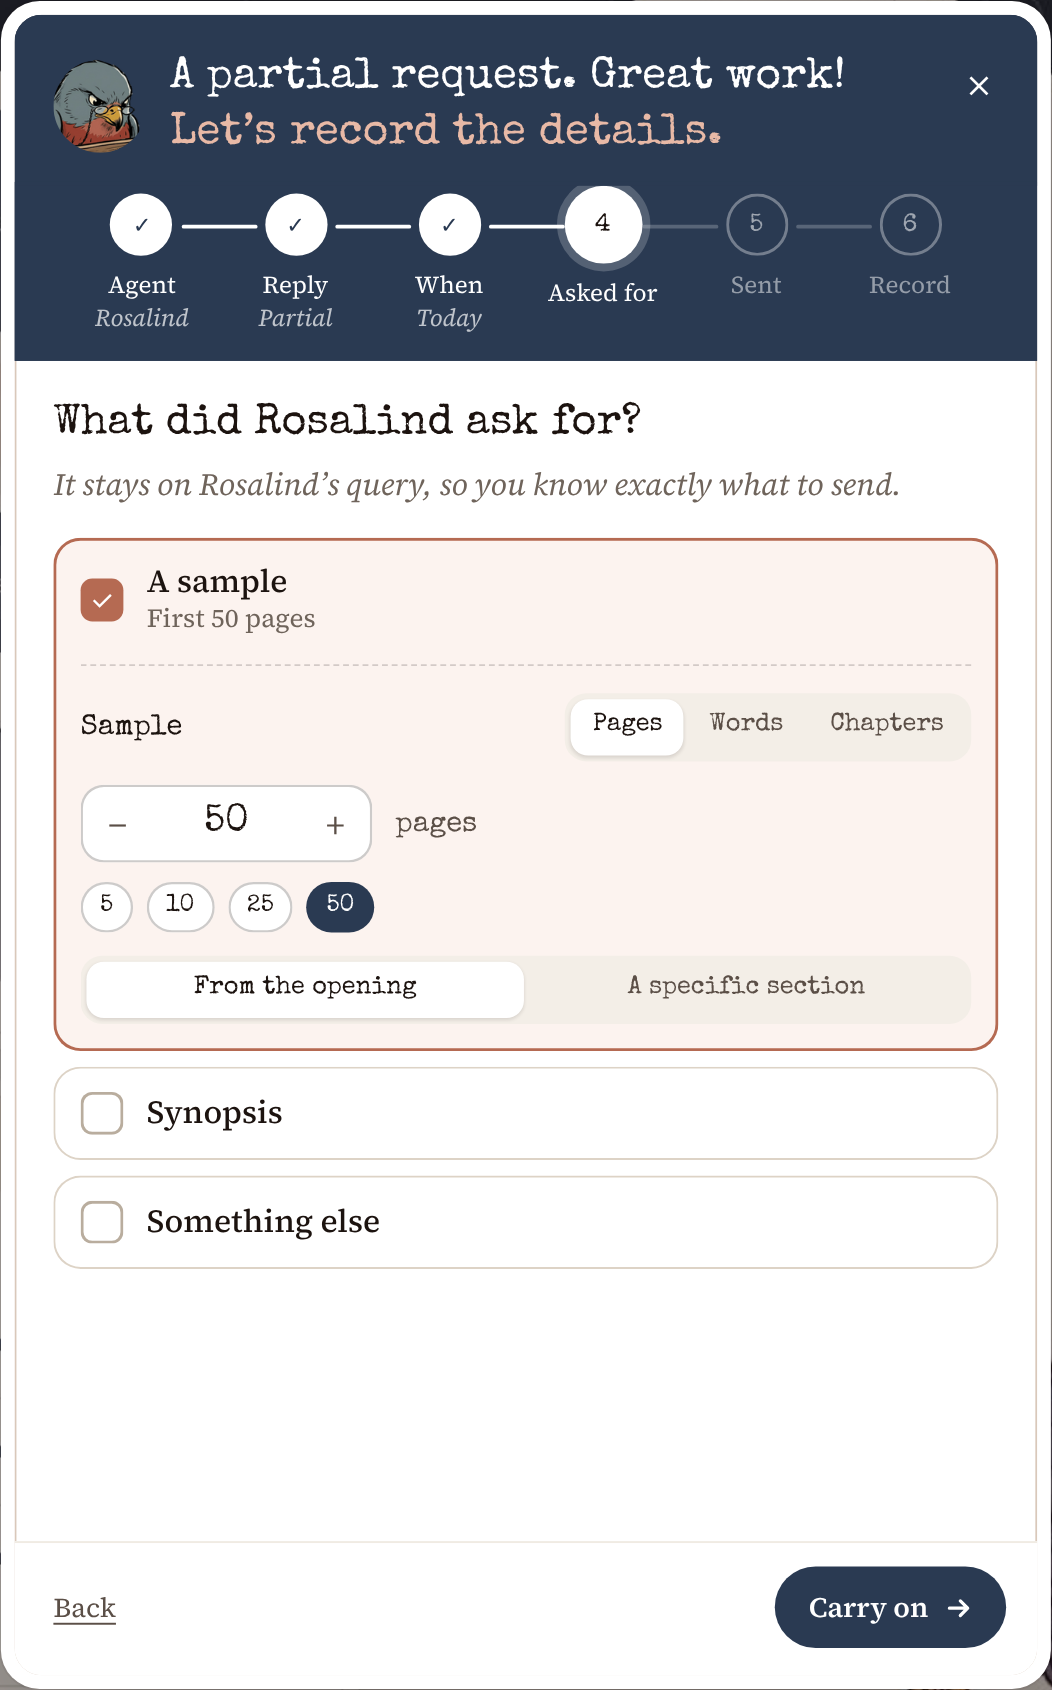 A partial request. Great work!
Let’s record the details.
✓ ✓ ✓ 4 5 6
Agent Reply When Asked for Sent Record
Rosalind Partial Today
What did Rosalind ask for?
It stays on Rosalind’s query, so you know exactly what to send.
A sample
First 50 pages
Sample Pages Words Chapters
− 50 + pages
5 10 25 50
From the opening A specific section
Synopsis
Something else
Back Carry on →